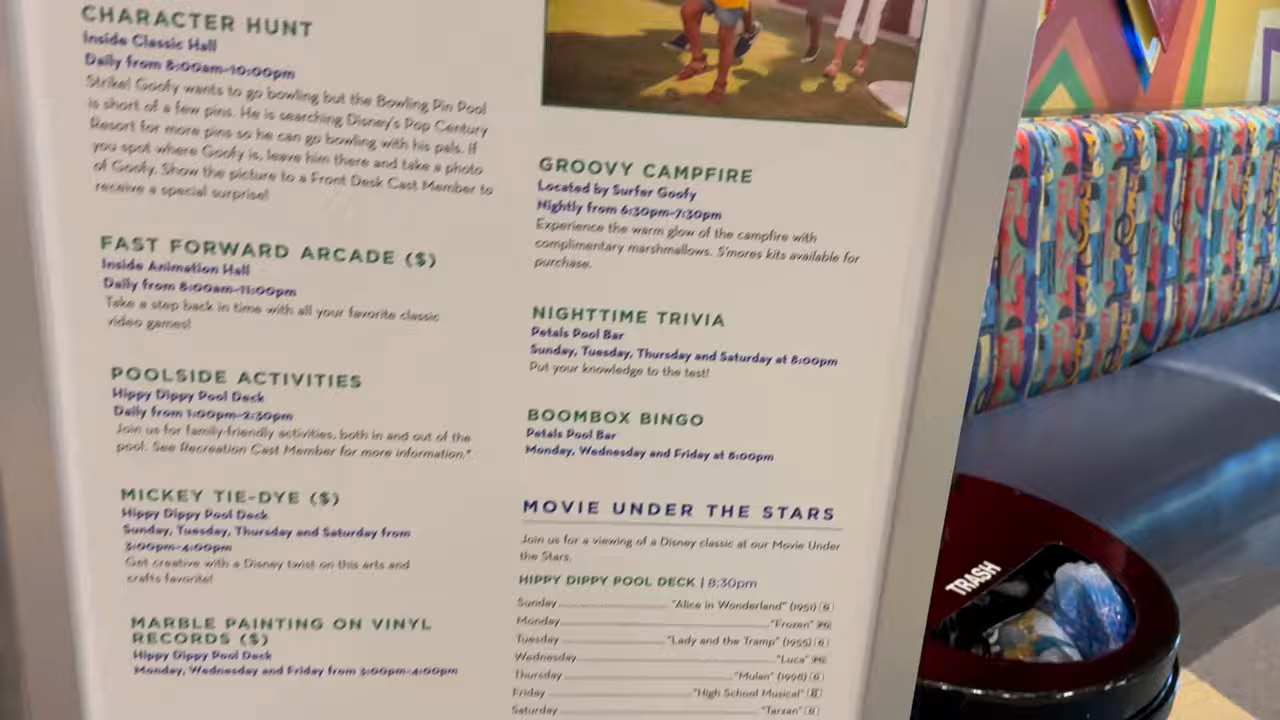 CHARACTER HUNT
Inside Classic Hall
Daily from 8:00am-10:00pm
Strike! Goofy wants to go bowling but the Bowling Pin Pool
is short of a few pins. He is searching Disney's Pop Century
Resort for more pins so he can go bowling with his pals. If
you spot where Goofy is, leave him there and take a photo
of Goofy. Show the picture to a Front Desk Cast Member to
receive a special surprise!
FAST FORWARD ARCADE ($)
Inside Animation Hall
Daily from 8:00am-11:00pm
Take a step back in time with all your favorite classic
video games!
POOLSIDE ACTIVITIES
Hippy Dippy Pool Deck
Daily from 1:00pm-2:30pm
Join us for family-friendly activities, both in and out of the
pool. See Recreation Cast Member for more information.*
MICKEY TIE-DYE ($)
Hippy Dippy Pool Deck
Sunday, Tuesday, Thursday and Saturday from
3:00pm-4:00pm
Get creative with a Disney twist on this arts and
crafts favorite!
MARBLE PAINTING ON VINYL
RECORDS ($)
Hippy Dippy Pool Deck
Monday, Wednesday and Friday from 3:00pm-4:00pm
GROOVY CAMPFIRE
Located by Surfer Goofy
Nightly from 6:30pm-7:30pm
Experience the warm glow of the campfire with
complimentary marshmallows. S'mores kits available for
purchase.
NIGHTTIME TRIVIA
Petals Pool Bar
Sunday, Tuesday, Thursday and Saturday at 8:00pm
Put your knowledge to the test!
BOOMBOX BINGO
Petals Pool Bar
Monday, Wednesday and Friday at 8:00pm
MOVIE UNDER THE STARS
Join us for a viewing of a Disney classic at our Movie Under
the Stars.
HIPPY DIPPY POOL DECK | 8:30pm
Sunday "Alice in Wonderland" (1951) G
Monday "Frozen" PG
Tuesday "Lady and the Tramp" (1955) G
Wednesday "Luca" PG
Thursday "Mulan" (1998) G
Friday "High School Musical"
Saturday "Tarzan" G
TRASH